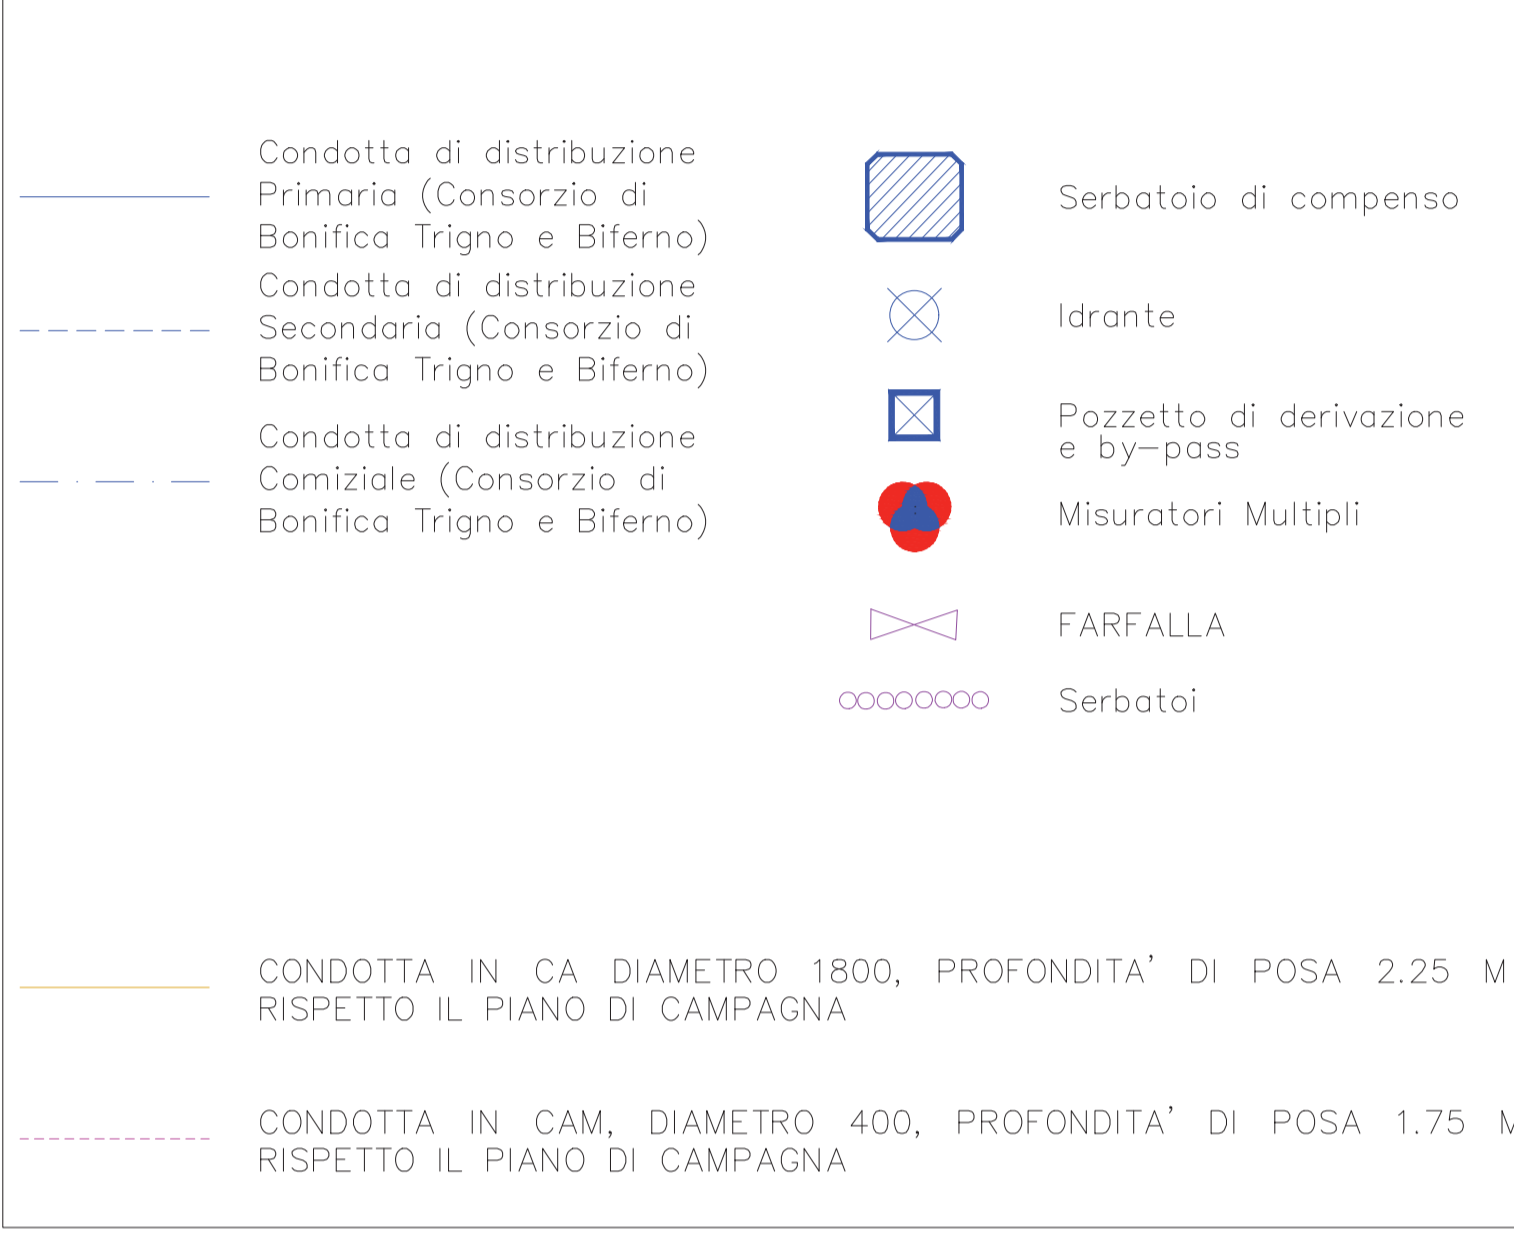 Condotta di distribuzione
Primaria (Consorzio di
Bonifica Trigno e Biferno)
Condotta di distribuzione
Secondaria (Consorzio di
Bonifica Trigno e Biferno)
Condotta di distribuzione
Comiziale (Consorzio di
Bonifica Trigno e Biferno)
Serbatoio di compenso
Idrante
Pozzetto di derivazione
e by-pass
Misuratori Multipli
FARFALLA
Serbatoi
CONDOTTA IN CA DIAMETRO 1800, PROFONDITA' DI POSA 2.25 M
RISPETTO IL PIANO DI CAMPAGNA
CONDOTTA IN CAM, DIAMETRO 400, PROFONDITA' DI POSA 1.75 M
RISPETTO IL PIANO DI CAMPAGNA